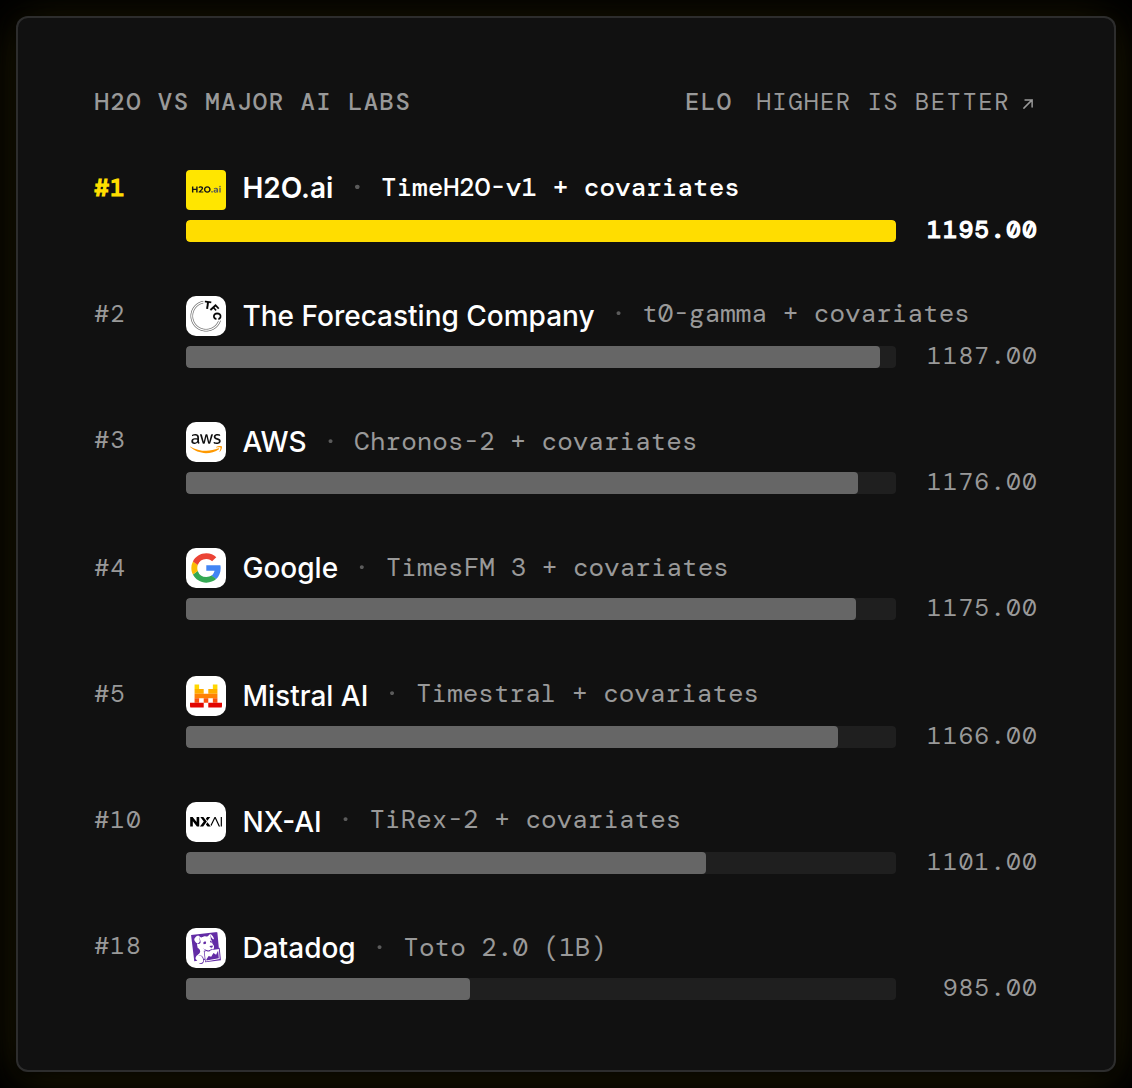 H2O VS MAJOR AI LABS ELO HIGHER IS BETTER ↗
#1 H2O.ai H2O.ai · TimeH2O-v1 + covariates
1195.00
#2 TFC The Forecasting Company · t0-gamma + covariates
1187.00
#3 aws AWS · Chronos-2 + covariates
1176.00
#4 G Google · TimesFM 3 + covariates
1175.00
#5 Mistral AI · Timestral + covariates
1166.00
#10 NXAI NX-AI · TiRex-2 + covariates
1101.00
#18 Datadog · Toto 2.0 (1B)
985.00